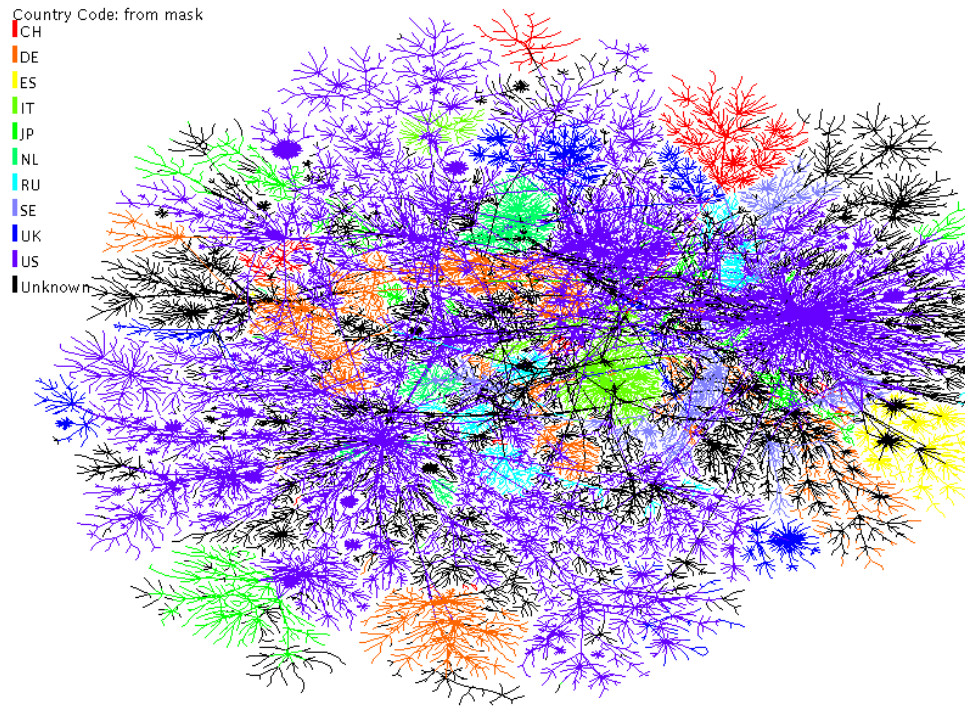 Country Code: from mask
CH
DE
ES
IT
JP
NL
RU
SE
UK
US
Unknown